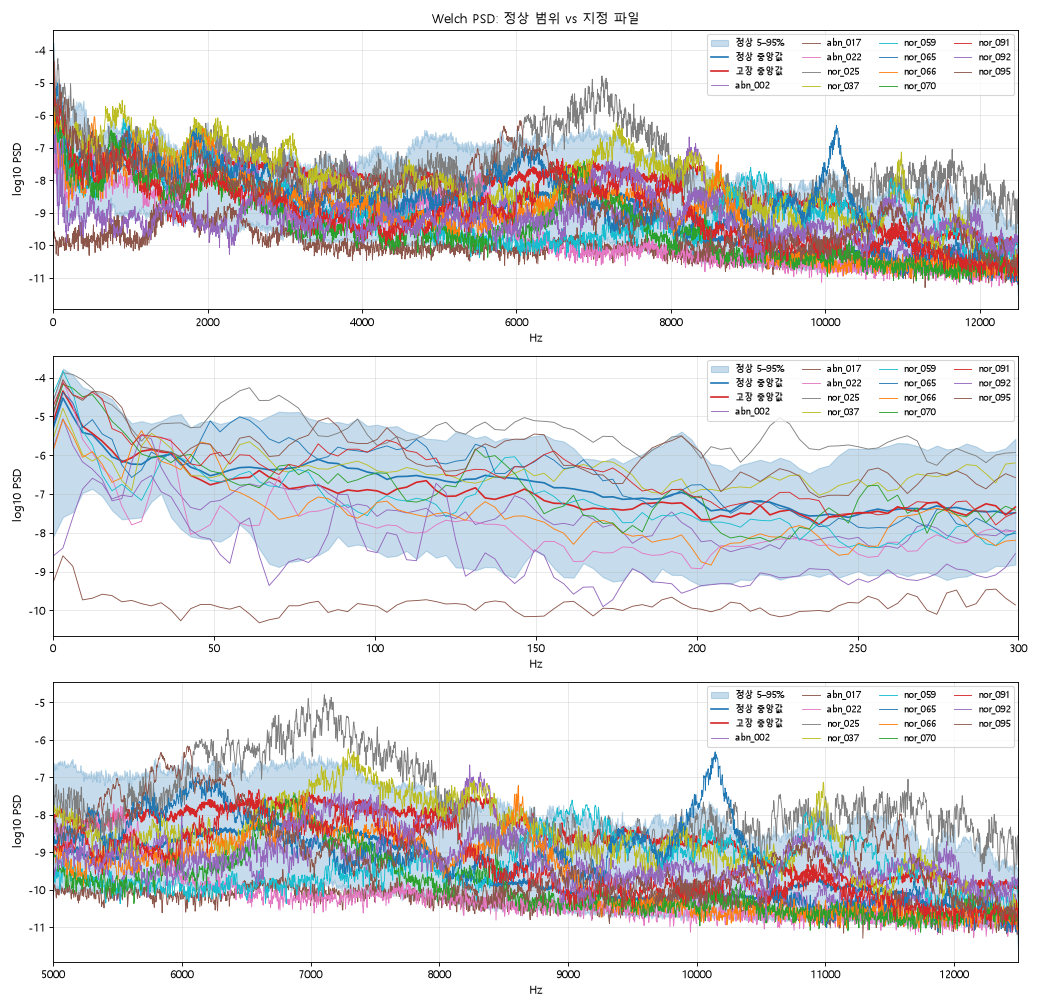 Welch PSD: 정상 범위 vs 지정 파일
정상 5–95% abn_017 nor_059 nor_091
정상 중앙값 abn_022 nor_065 nor_092
고장 중앙값 nor_025 nor_066 nor_095
abn_002 nor_037 nor_070
log10 PSD
-4
-5
-6
-7
-8
-9
-10
-11
0 2000 4000 6000 8000 10000 12000
Hz
정상 5–95% abn_017 nor_059 nor_091
정상 중앙값 abn_022 nor_065 nor_092
고장 중앙값 nor_025 nor_066 nor_095
abn_002 nor_037 nor_070
log10 PSD
-4
-5
-6
-7
-8
-9
-10
0 50 100 150 200 250 300
Hz
정상 5–95% abn_017 nor_059 nor_091
정상 중앙값 abn_022 nor_065 nor_092
고장 중앙값 nor_025 nor_066 nor_095
abn_002 nor_037 nor_070
log10 PSD
-5
-6
-7
-8
-9
-10
-11
5000 6000 7000 8000 9000 10000 11000 12000
Hz